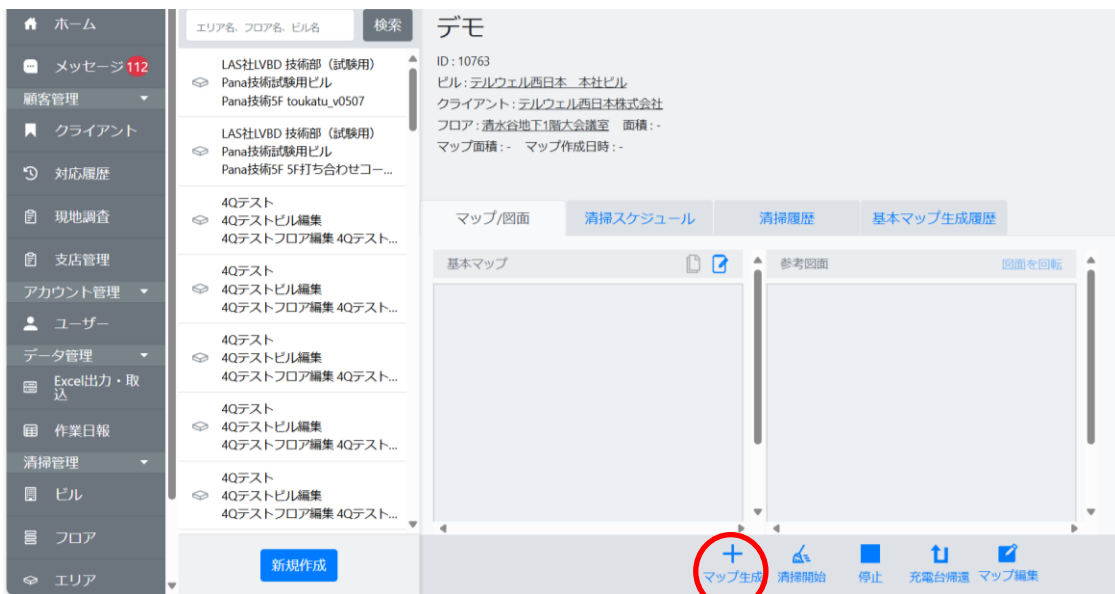 ホーム
メッセージ 112
顧客管理
クライアント
対応履歴
現地調査
支店管理
アカウント管理
ユーザー
データ管理
Excel出力・取
込
作業日報
清掃管理
ビル
フロア
エリア
エリア名、フロア名、ビル名 検索
LAS社LVBD 技術部（試験用）
Pana技術試験用ビル
Pana技術5F toukatu_v0507
LAS社LVBD 技術部（試験用）
Pana技術試験用ビル
Pana技術5F 5F打ち合わせコー...
4Qテスト
4Qテストビル編集
4Qテストフロア編集 4Qテスト...
4Qテスト
4Qテストビル編集
4Qテストフロア編集 4Qテスト...
4Qテスト
4Qテストビル編集
4Qテストフロア編集 4Qテスト...
4Qテスト
4Qテストビル編集
4Qテストフロア編集 4Qテスト...
4Qテスト
4Qテストビル編集
4Qテストフロア編集 4Qテスト...
新規作成
デモ
ID : 10763
ビル : テルウェル西日本　本社ビル
クライアント : テルウェル西日本株式会社
フロア : 清水谷地下1階大会議室　面積 : -
マップ面積 : -　マップ作成日時 : -
マップ/図面 清掃スケジュール 清掃履歴 基本マップ生成履歴
基本マップ 参考図面 図面を回転
マップ生成 清掃開始 停止 充電台帰還 マップ編集